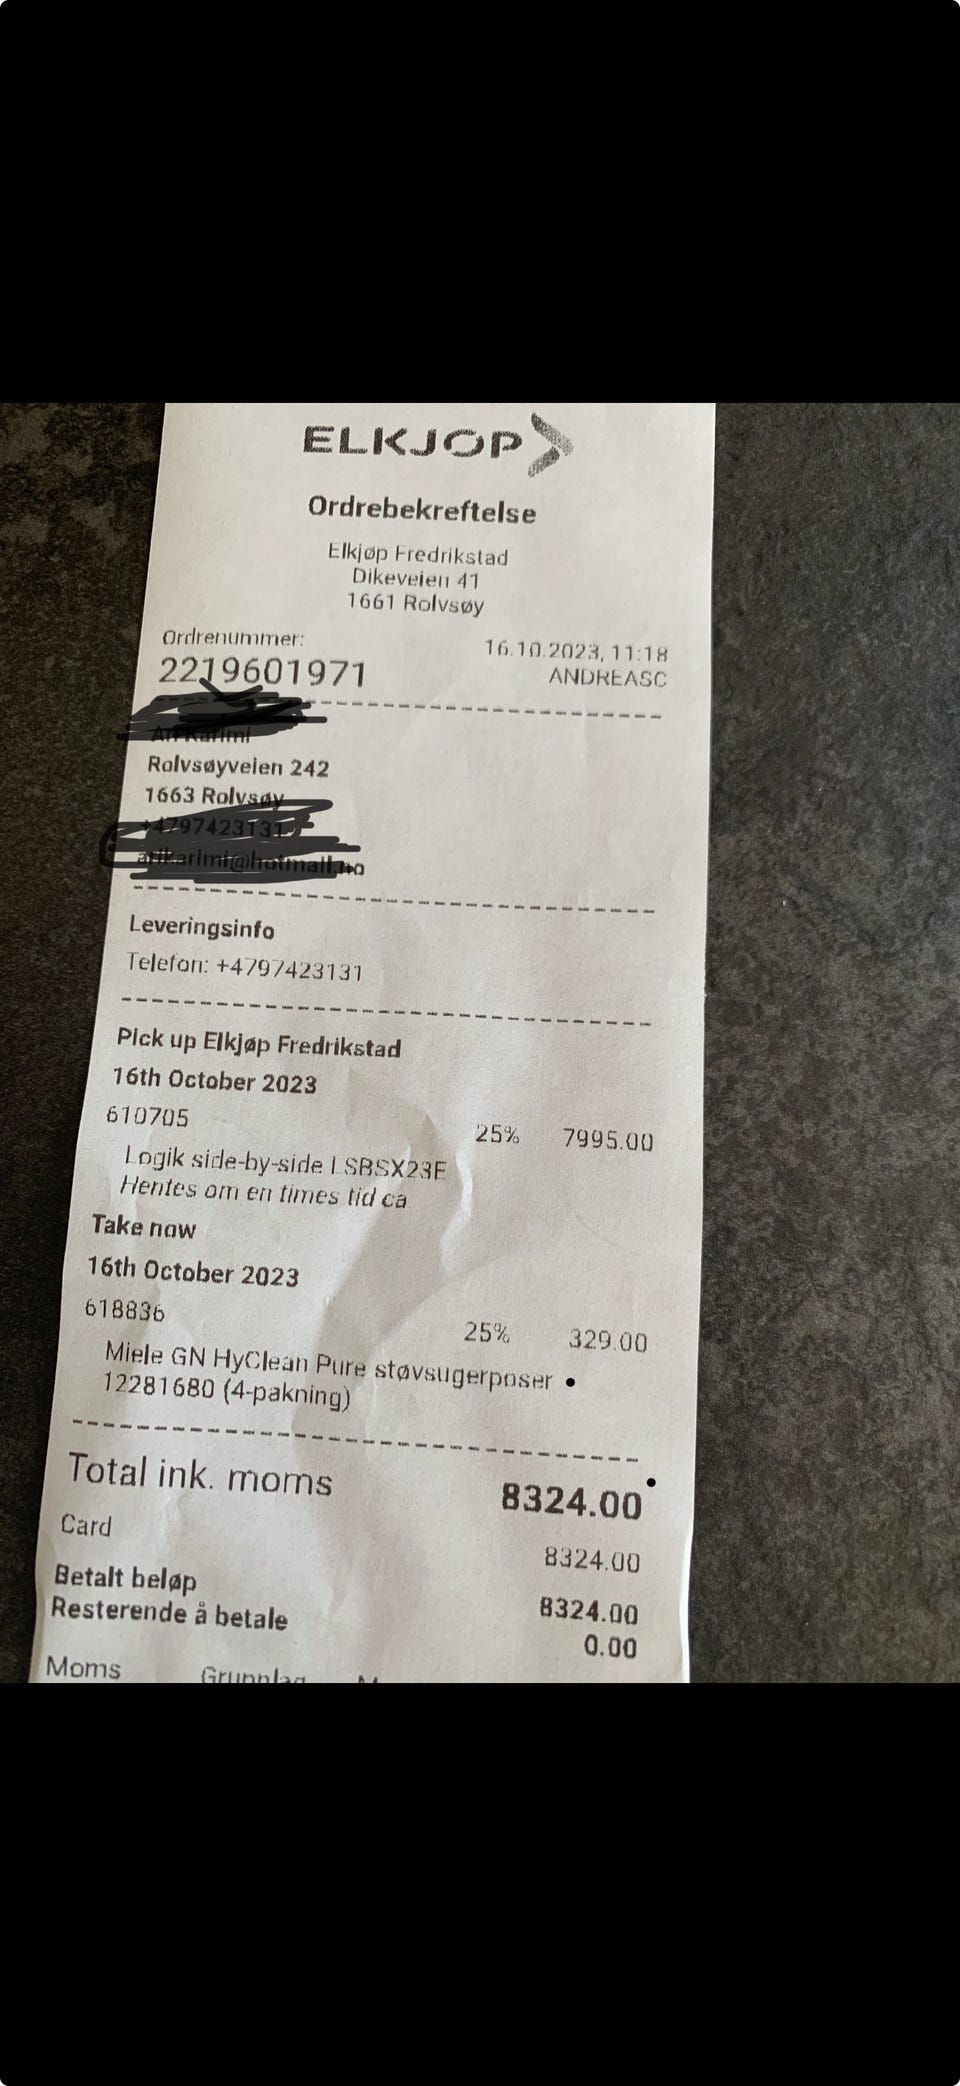 ELKJØP
Ordrebekreftelse
Elkjøp Fredrikstad
Dikeveien 41
1661 Rolvsøy
Ordrenummer:
2219601971
16.10.2023, 11:18
ANDREASC
Rolvsøyveien 242
1663 Rolvsøy
Leveringsinfo
Telefon: +4797423131
Pick up Elkjøp Fredrikstad
16th October 2023
610705
25% 7995.00
Logik side-by-side LSBSX23E
Hentes om en times tid ca
Take now
16th October 2023
618836
25% 329.00
Miele GN HyClean Pure støvsugerposer
12281680 (4-pakning)
Total ink. moms 8324.00
Card 8324.00
Betalt beløp 8324.00
Resterende å betale 0.00
Moms Grunnlag